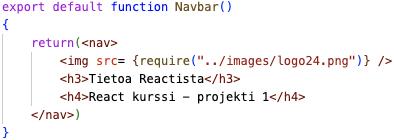 export default function Navbar()
{
    return(<nav>
        <img src= {require("../images/logo24.png")} />
        <h3>Tietoa Reactista</h3>
        <h4>React kurssi - projekti 1</h4>
    </nav>)
}